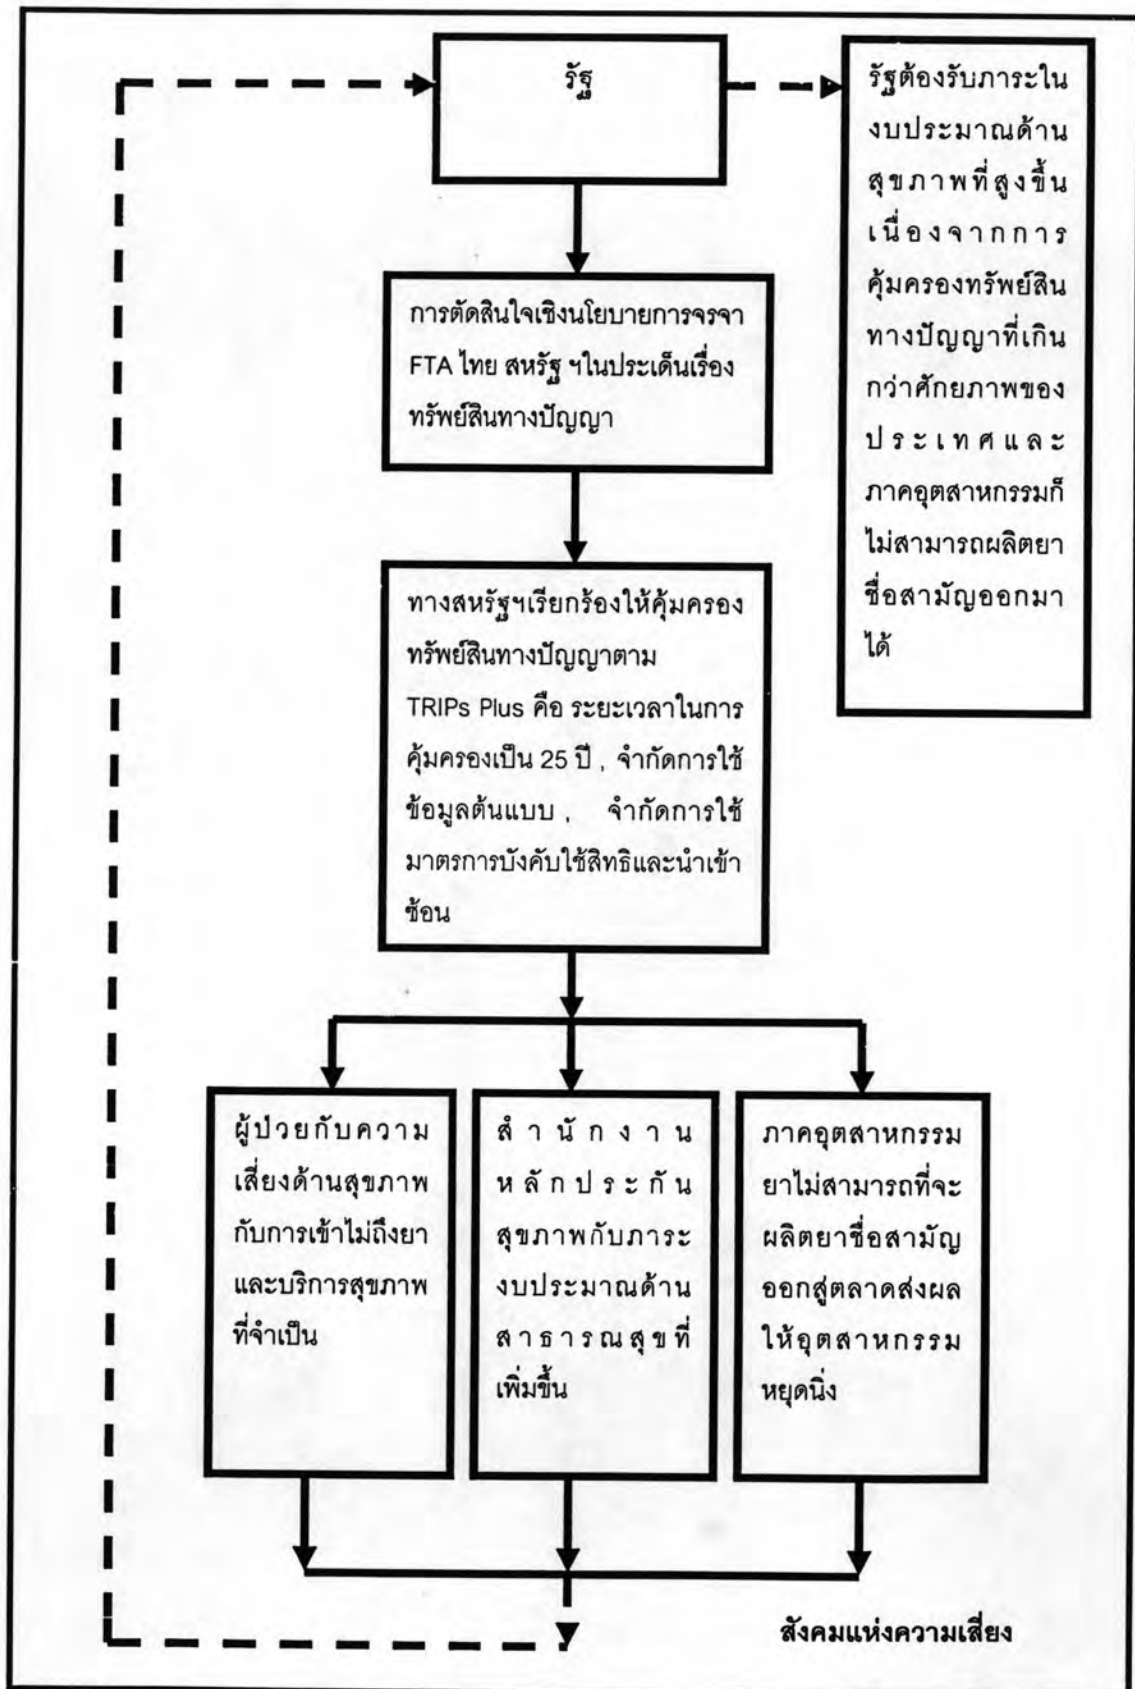 รัฐ
รัฐต้องรับภาระใน
งบประมาณด้าน
สุขภาพที่สูงขึ้น
เนื่องจากการ
คุ้มครองทรัพย์สิน
ทางปัญญาที่เกิน
กว่าศักยภาพของ
ประเทศและ
ภาคอุตสาหกรรมก็
ไม่สามารถผลิตยา
ชื่อสามัญออกมา
ได้
การตัดสินใจเชิงนโยบายการจรจา
FTA ไทย สหรัฐ ฯในประเด็นเรื่อง
ทรัพย์สินทางปัญญา
ทางสหรัฐฯเรียกร้องให้คุ้มครอง
ทรัพย์สินทางปัญญาตาม
TRIPs Plus คือ ระยะเวลาในการ
คุ้มครองเป็น 25 ปี , จำกัดการใช้
ข้อมูลต้นแบบ , จำกัดการใช้
มาตรการบังคับใช้สิทธิและนำเข้า
ซ้อน
ผู้ป่วยกับความ
เสี่ยงด้านสุขภาพ
กับการเข้าไม่ถึงยา
และบริการสุขภาพ
ที่จำเป็น
สำนักงาน
หลักประกัน
สุขภาพกับภาระ
งบประมาณด้าน
สาธารณสุขที่
เพิ่มขึ้น
ภาคอุตสาหกรรม
ยาไม่สามารถที่จะ
ผลิตยาชื่อสามัญ
ออกสู่ตลาดส่งผล
ให้อุตสาหกรรม
หยุดนิ่ง
สังคมแห่งความเสี่ยง